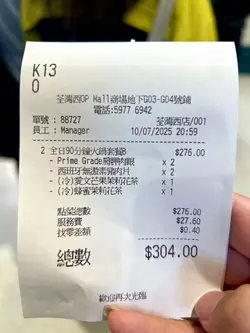 K13
0
荃灣西OP Mall商場地下G03-G04號鋪
電話:5977 6942
單號: 88727 荃灣西店/001
員工: Manager 10/07/2025 20:59
2 全日90分鐘火鍋套餐B $276.00
- Prime Grade肩胛肉眼 x 2
- 西班牙無激素豬肉片 x 2
- (冷)愛文芒果茉莉花茶 x 1
- (冷)蜂蜜茉莉花茶 x 1
點菜總數 $276.00
服務費 $27.60
找零差額 $0.40
總數 $304.00
歡迎再次光臨